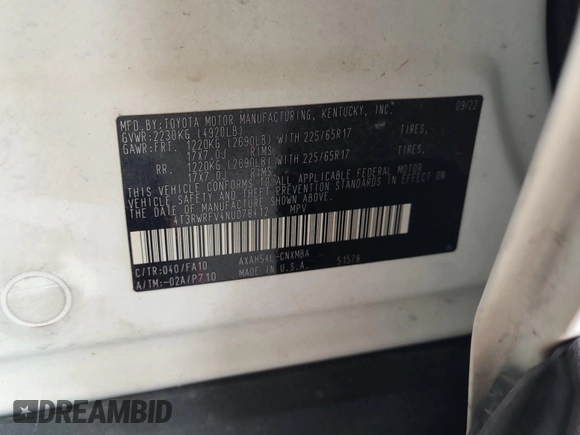 MFD.BY:TOYOTA MOTOR MANUFACTURING, KENTUCKY, INC. 09/22
GVWR:2230KG (4920LB)
GAWR:FRT. 1220KG (2690LB) WITH 225/65R17 TIRES,
17X7.0J RIMS.
RR. 1220KG (2690LB) WITH 225/65R17 TIRES,
17X7.0J RIMS.
THIS VEHICLE CONFORMS TO ALL APPLICABLE FEDERAL MOTOR
VEHICLE SAFETY AND THEFT PREVENTION STANDARDS IN EFFECT ON
THE DATE OF MANUFACTURE SHOWN ABOVE.
4T3RWRFV4NU078412 MPV
C/TR:040/FA10 AXAH54L-CNXMBA 51576
A/TM:-02A/P710 MADE IN U.S.A.
DREAMBID